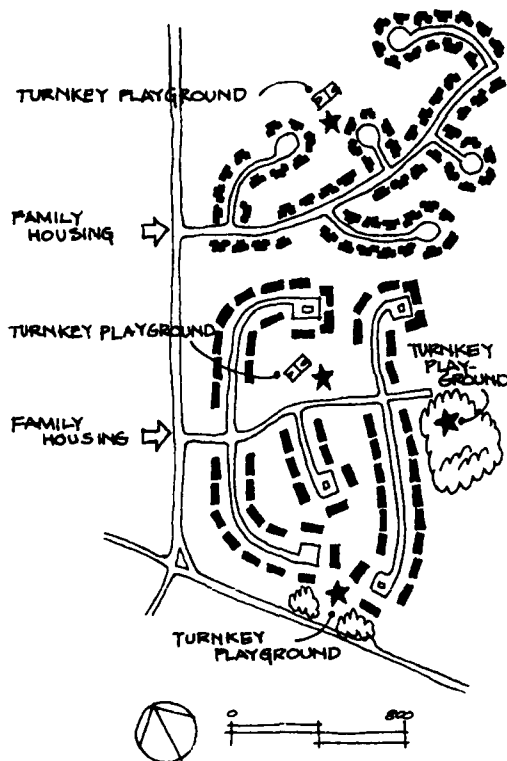 TURNKEY PLAYGROUND
FAMILY
HOUSING
TURNKEY PLAYGROUND
TURNKEY
PLAY-
GROUND
FAMILY
HOUSING
TURNKEY
PLAYGROUND
0
800